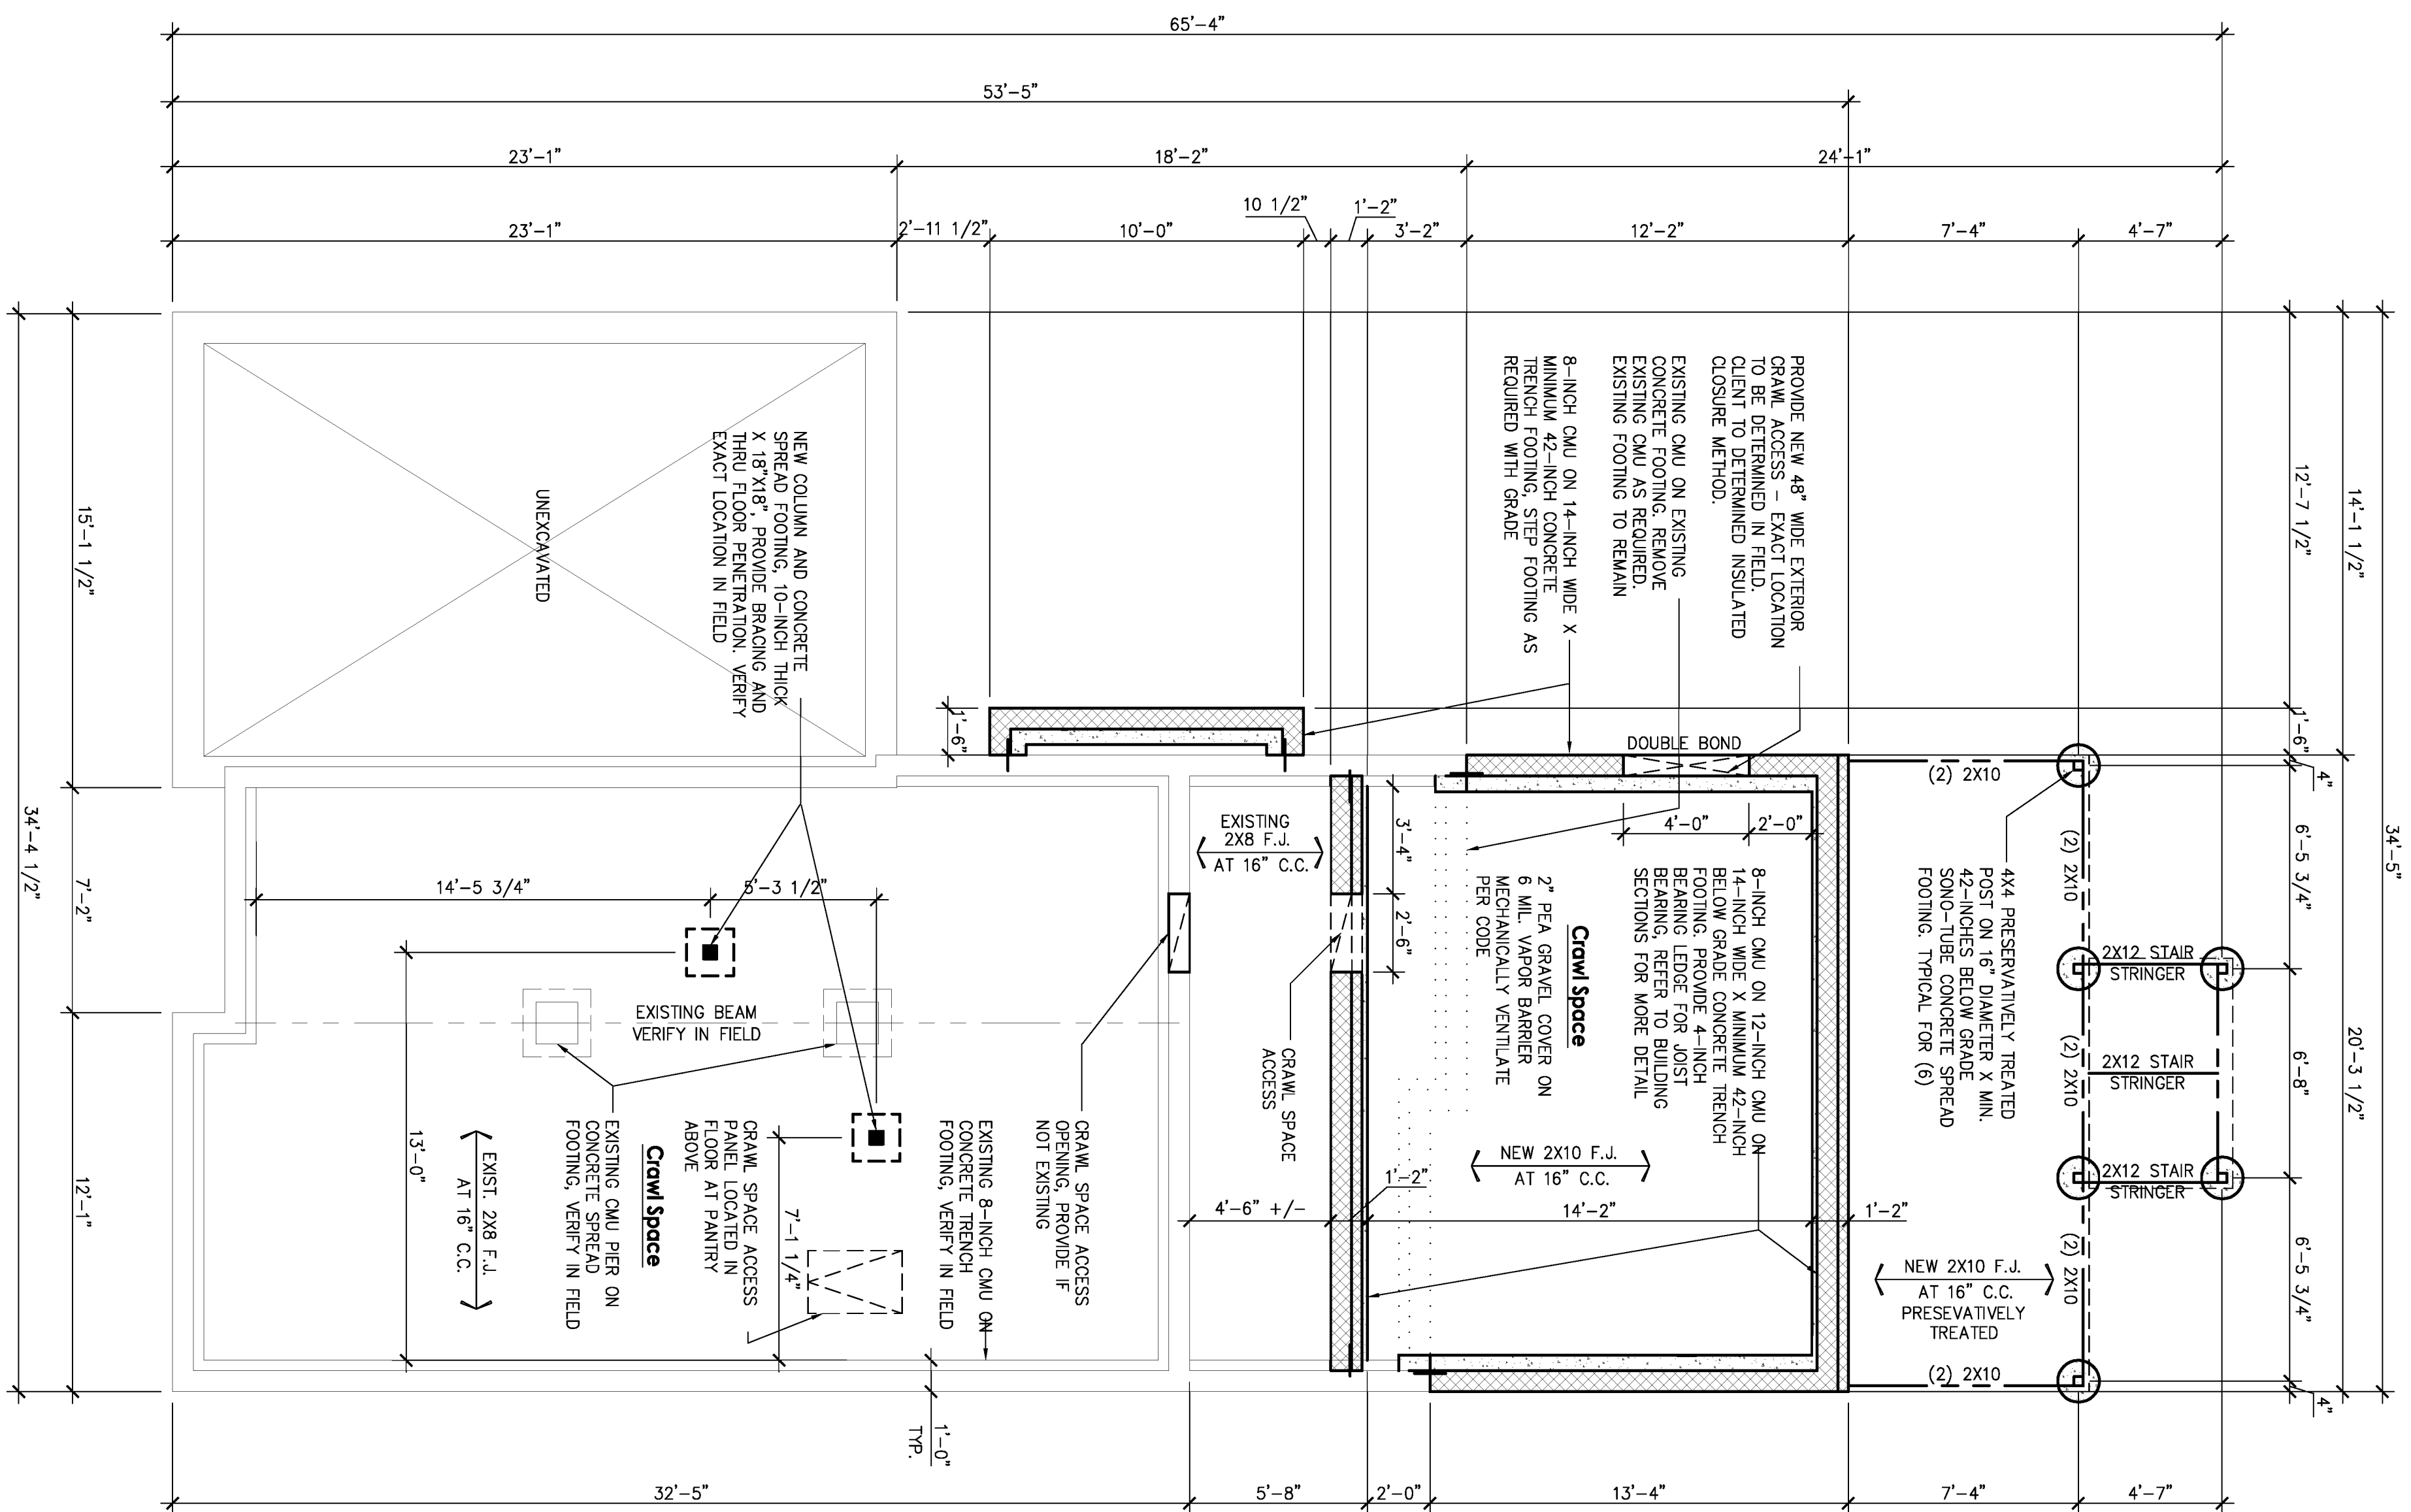 65'-4"
53'-5"
23'-1"
18'-2"
24'-1"
23'-1"
2'-11 1/2"
10'-0"
10 1/2"
1'-2"
3'-2"
12'-2"
7'-4"
4'-7"
34'-5"
14'-1 1/2"
20'-3 1/2"
12'-7 1/2"
1'-6"
4"
6'-5 3/4"
6'-8"
6'-5 3/4"
4"
34'-4 1/2"
15'-1 1/2"
7'-2"
12'-1"
PROVIDE NEW 48" WIDE EXTERIOR
CRAWL ACCESS – EXACT LOCATION
TO BE DETERMINED IN FIELD.
CLIENT TO DETERMINED INSULATED
CLOSURE METHOD.
EXISTING CMU ON EXISTING
CONCRETE FOOTING. REMOVE
EXISTING CMU AS REQUIRED.
EXISTING FOOTING TO REMAIN
8-INCH CMU ON 14-INCH WIDE X
MINIMUM 42-INCH CONCRETE
TRENCH FOOTING, STEP FOOTING AS
REQUIRED WITH GRADE
NEW COLUMN AND CONCRETE
SPREAD FOOTING, 10-INCH THICK
X 18"X18", PROVIDE BRACING AND
THRU FLOOR PENETRATION. VERIFY
EXACT LOCATION IN FIELD
UNEXCAVATED
1'-6"
DOUBLE BOND
(2) 2X10
(2) 2X10
(2) 2X10
(2) 2X10
(2) 2X10
2X12 STAIR
STRINGER
2X12 STAIR
STRINGER
2X12 STAIR
STRINGER
4X4 PRESERVATIVELY TREATED
POST ON 16" DIAMETER X MIN.
42-INCHES BELOW GRADE
SONO-TUBE CONCRETE SPREAD
FOOTING. TYPICAL FOR (6)
NEW 2X10 F.J.
AT 16" C.C.
PRESEVATIVELY
TREATED
EXISTING
2X8 F.J.
AT 16" C.C.
3'-4"
2'-6"
4'-0"
2'-0"
8-INCH CMU ON 12-INCH CMU ON
14-INCH WIDE X MINIMUM 42-INCH
BELOW GRADE CONCRETE TRENCH
FOOTING. PROVIDE 4-INCH
BEARING LEDGE FOR JOIST
BEARING, REFER TO BUILDING
SECTIONS FOR MORE DETAIL
Crawl Space
2" PEA GRAVEL COVER ON
6 MIL. VAPOR BARRIER
MECHANICALLY VENTILATE
PER CODE
NEW 2X10 F.J.
AT 16" C.C.
1'-2"
4'-6" +/-
14'-2"
1'-2"
CRAWL SPACE
ACCESS
14'-5 3/4"
5'-3 1/2"
EXISTING BEAM
VERIFY IN FIELD
CRAWL SPACE ACCESS
OPENING, PROVIDE IF
NOT EXISTING
EXISTING 8-INCH CMU ON
CONCRETE TRENCH
FOOTING, VERIFY IN FIELD
CRAWL SPACE ACCESS
PANEL LOCATED IN
FLOOR AT PANTRY
ABOVE
7'-1 1/4"
Crawl Space
EXISTING CMU PIER ON
CONCRETE SPREAD
FOOTING, VERIFY IN FIELD
EXIST. 2X8 F.J.
AT 16" C.C.
13'-0"
1'-0"
TYP.
32'-5"
5'-8"
2'-0"
13'-4"
7'-4"
4'-7"